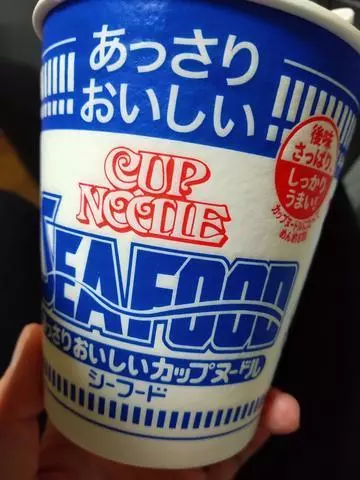 あっさり
おいしい
後味
さっぱり
しっかり
うまい!
CUP
NOODLE
SEAFOOD
あっさりおいしいカップヌードル
シーフード